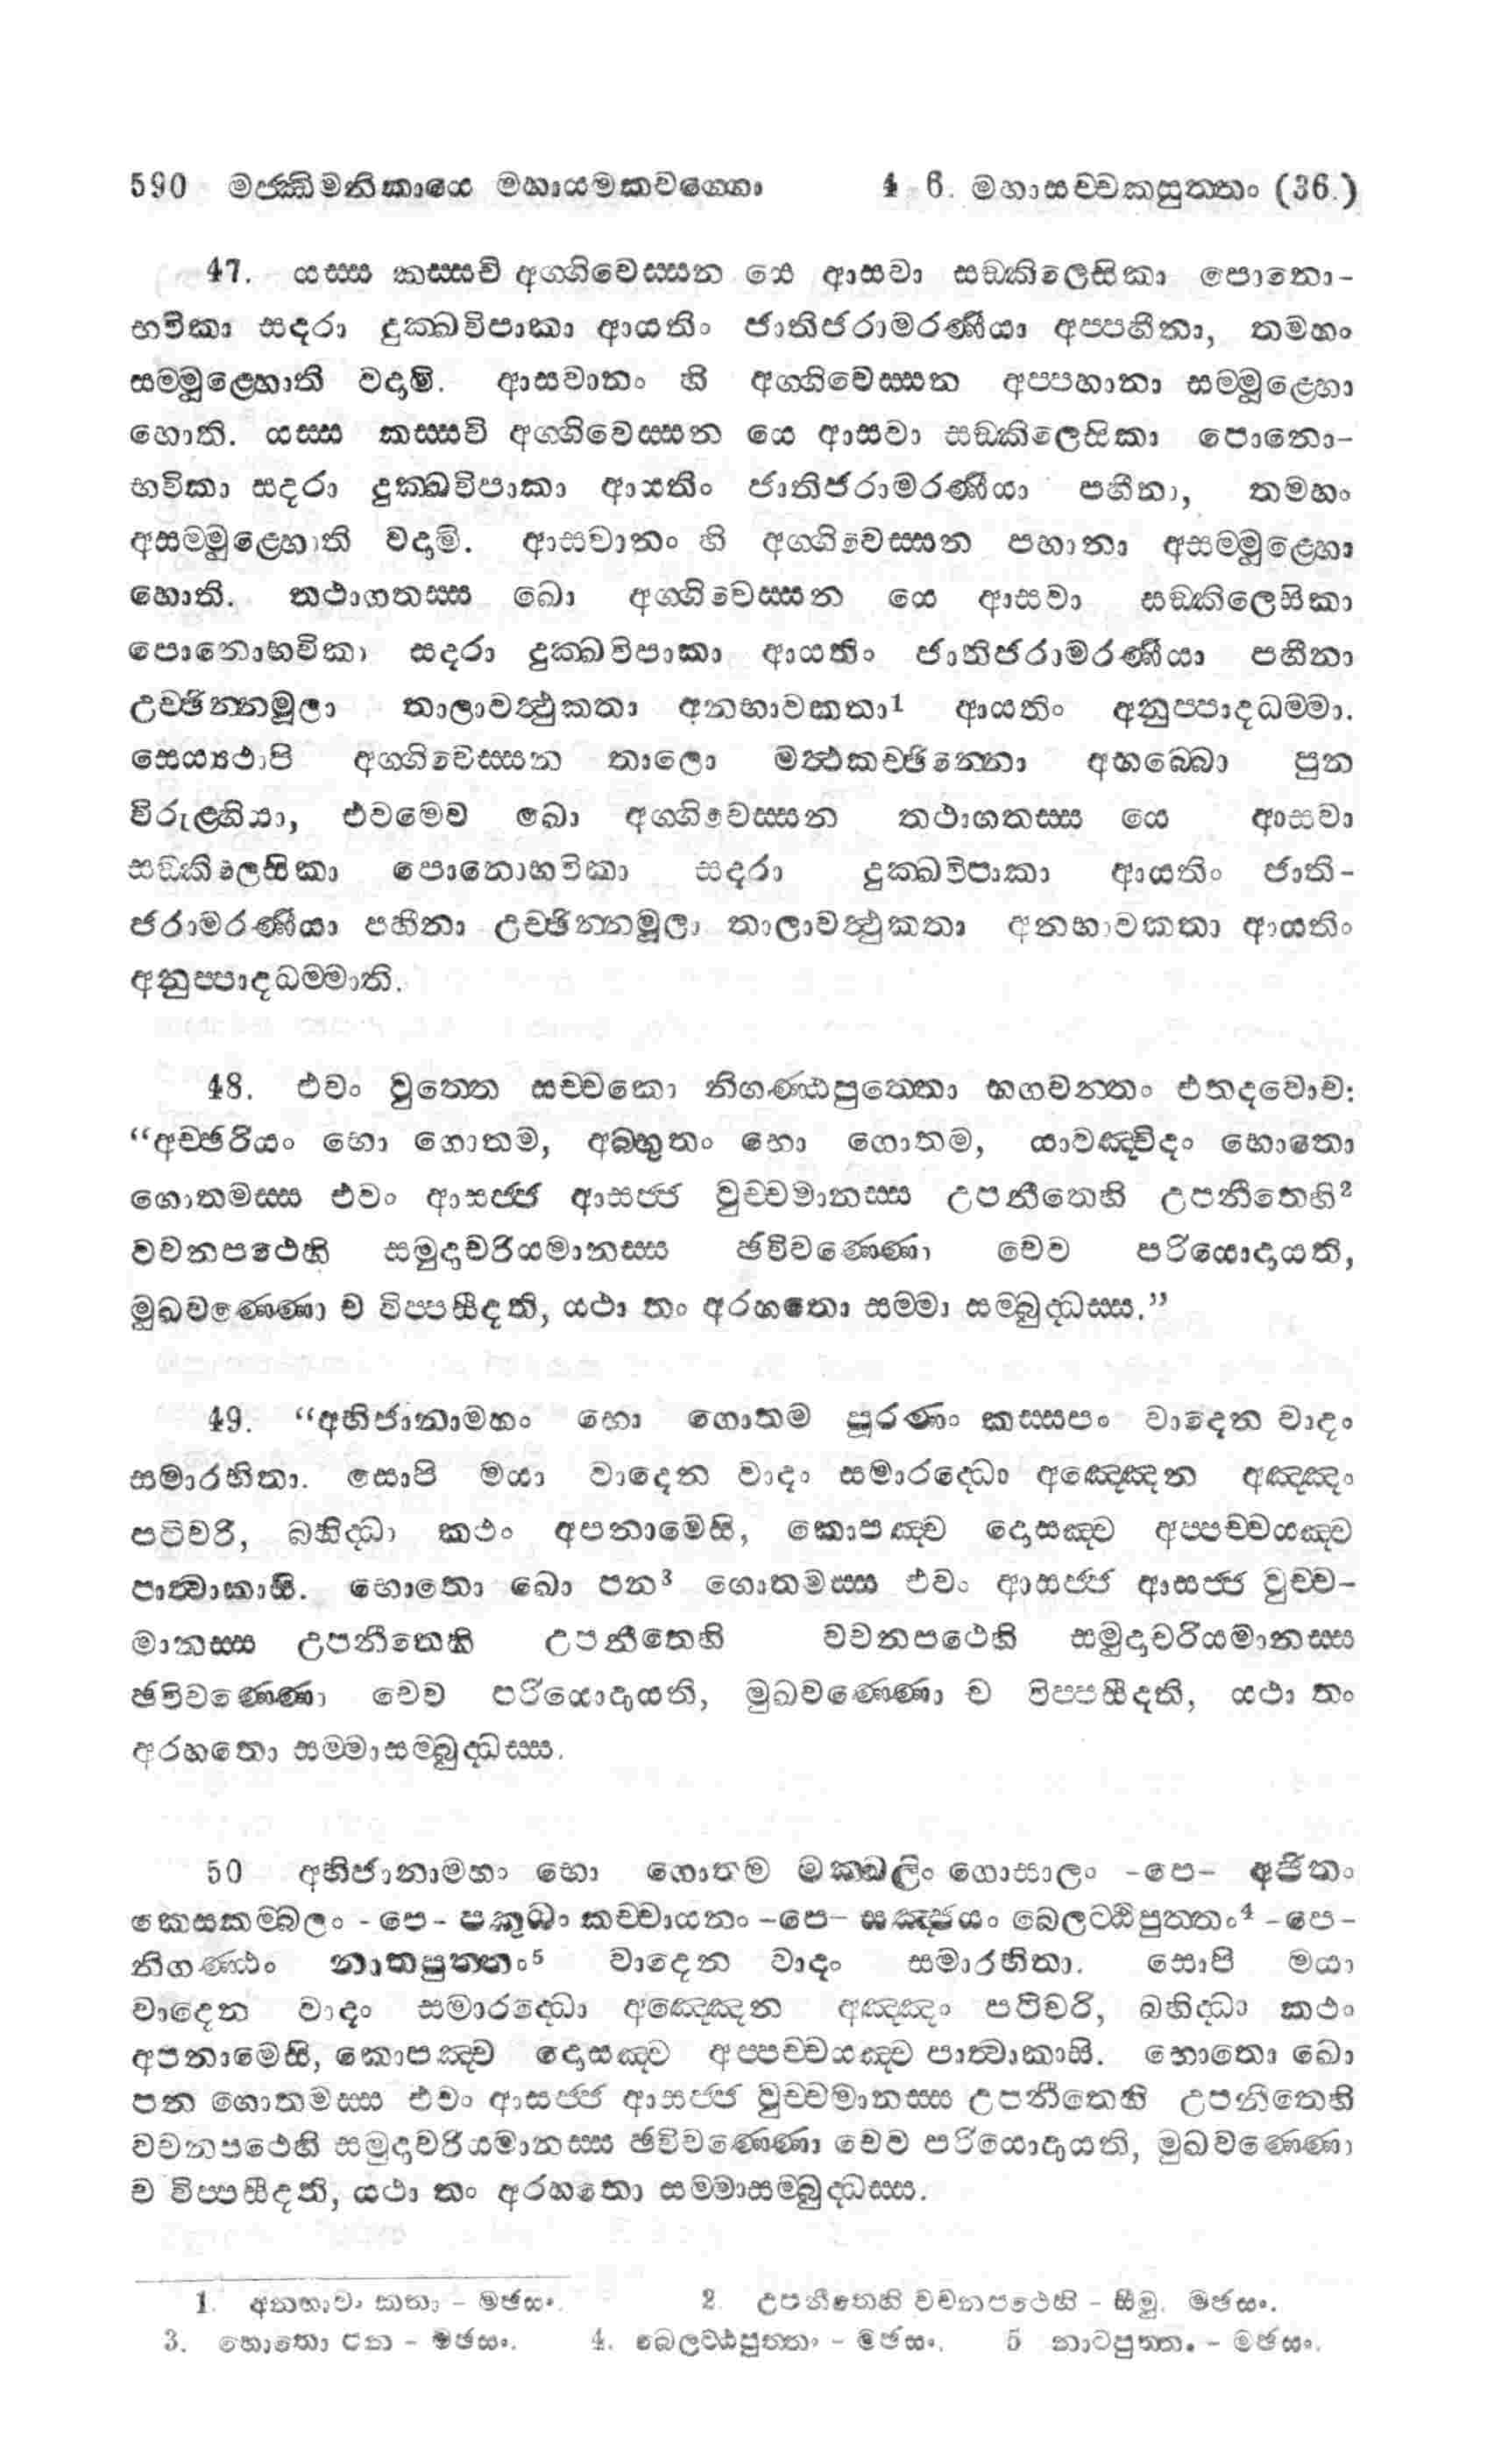 590 මජ්ඣිමනිකායෙ මහායමකවග්ගො 4 6. මහාසච්චකසුත්තං (36.)
47. යස්ස කස්සචි අග්ගිවෙස්සන යෙ ආසවා සඞ්කිලෙසිකා පොනො-
භවිකා සදරා දුක්ඛවිපාකා ආයතිං ජාතිජරාමරණීයා අප්පහීනා, තමහං
සම්මූළ්හොති වදාමි. ආසවානං හි අග්ගිවෙස්සන අප්පහානා සම්මූළ්හො
හොති. යස්ස කස්සචි අග්ගිවෙස්සන යෙ ආසවා සඞ්කිලෙසිකා පොනො-
භවිකා සදරා දුක්ඛවිපාකා ආයතිං ජාතිජරාමරණීයා පහීනා, තමහං
අසම්මූළ්හොති වදාමි. ආසවානං හි අග්ගිවෙස්සන පහානා අසම්මූළ්හො
හොති. තථාගතස්ස ඛො අග්ගිවෙස්සන යෙ ආසවා සඞ්කිලෙසිකා
පොනොභවිකා සදරා දුක්ඛවිපාකා ආයතිං ජාතිජරාමරණීයා පහීනා
උච්ඡින්නමූලා තාලාවත්ථුකතා අනභාවකතා1 ආයතිං අනුප්පාදධම්මා.
සෙය්‍යථාපි අග්ගිවෙස්සන තාලො මත්ථකච්ඡින්නො අභබ්බො පුන
විරූළ්හියා, එවමෙව ඛො අග්ගිවෙස්සන තථාගතස්ස යෙ ආසවා
සඞ්කිලෙසිකා පොනොභවිකා සදරා දුක්ඛවිපාකා ආයතිං ජාති-
ජරාමරණීයා පහීනා උච්ඡින්නමූලා තාලාවත්ථුකතා අනභාවකතා ආයතිං
අනුප්පාදධම්මාති.
48. එවං වුත්තෙ සච්චකො නිගණ්ඨපුත්තො භගවන්තං එතදවොච:
“අච්ඡරියං භො ගොතම, අබ්භුතං භො ගොතම, යාවඤ්චිදං භොතො
ගොතමස්ස එවං ආසජ්ජ ආසජ්ජ වුච්චමානස්ස උපනීතෙහි උපනීතෙහි2
වචනපථෙහි සමුදාචරියමානස්ස ඡවිවණ්ණො චෙව පරියොදායති,
මුඛවණ්ණො ච විප්පසීදති, යථා තං අරහතො සම්මා සම්බුද්ධස්ස.”
49. “අභිජානාමහං භො ගොතම පූරණං කස්සපං වාදෙන වාදං
සමාරභිතා. සොපි මයා වාදෙන වාදං සමාරද්ධො අඤ්ඤෙන අඤ්ඤං
පටිචරි, බහිද්ධා කථං අපනාමෙසි, කොපඤ්ච දොසඤ්ච අප්පච්චයඤ්ච
පාත්වාකාසි. භොතො ඛො පන3 ගොතමස්ස එවං ආසජ්ජ ආසජ්ජ වුච්ච-
මානස්ස උපනීතෙහි උපනීතෙහි වචනපථෙහි සමුදාචරියමානස්ස
ඡවිවණ්ණො චෙව පරියොදායති, මුඛවණ්ණො ච විප්පසීදති, යථා තං
අරහතො සම්මාසම්බුද්ධස්ස.
50 අභිජානාමහං භො ගොතම මක්ඛලිං ගොසාලං -පෙ- අජිතං
කෙසකම්බලං -පෙ- පකුධං කච්චායනං -පෙ- සඤ්ජයං බෙලට්ඨිපුත්තං4 -පෙ-
නිගණ්ඨං නාතපුත්තං5 වාදෙන වාදං සමාරභිතා. සොපි මයා
වාදෙන වාදං සමාරද්ධො අඤ්ඤෙන අඤ්ඤං පටිචරි, බහිද්ධා කථං
අපනාමෙසි, කොපඤ්ච දොසඤ්ච අප්පච්චයඤ්ච පාත්වාකාසි. භොතො ඛො
පන ගොතමස්ස එවං ආසජ්ජ ආසජ්ජ වුච්චමානස්ස උපනීතෙහි උපනීතෙහි
වචනපථෙහි සමුදාචරියමානස්ස ඡවිවණ්ණො චෙව පරියොදායති, මුඛවණ්ණො
ච විප්පසීදති, යථා තං අරහතො සම්මාසම්බුද්ධස්ස.
1. අනභාවං කතා - මඡසං. 2. උපනීතෙහි වචනපථෙහි - සීමු. මඡසං.
3. භොතො පන - මඡසං. 4. බෙලට්ඨපුත්තං - මඡසං. 5 නාටපුත්තං - මඡසං.